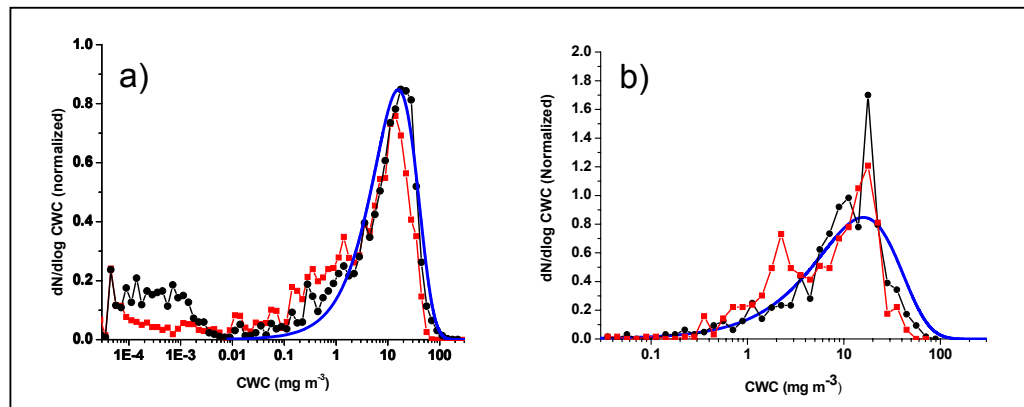 a)
dN/dlog CWC (normalized)
1.0
0.8
0.6
0.4
0.2
0.0
1E-4 1E-3 0.01 0.1 1 10 100
CWC (mg m⁻³)
b)
dN/dlog CWC (Normalized)
2.0
1.8
1.6
1.4
1.2
1.0
0.8
0.6
0.4
0.2
0.0
0.1 1 10 100
CWC (mg m⁻³)